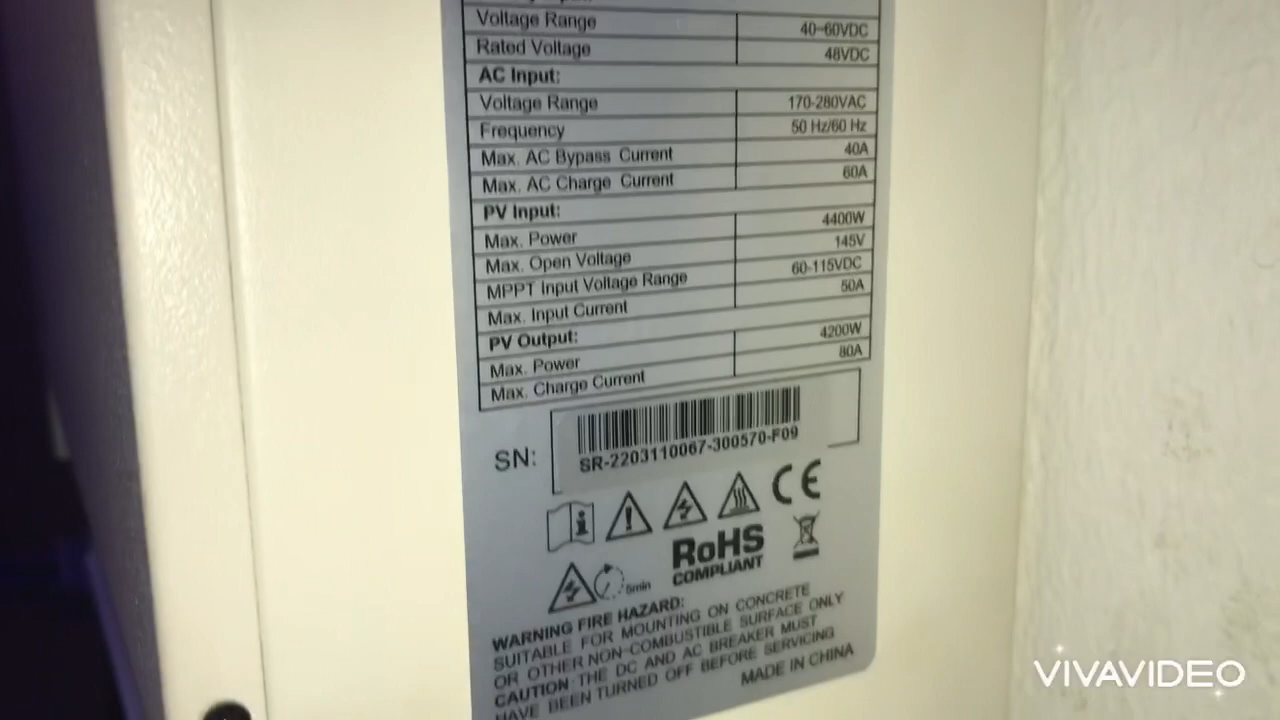 Voltage Range 40-60VDC
Rated Voltage 48VDC
AC Input:
Voltage Range 170-280VAC
Frequency 50 Hz/60 Hz
Max. AC Bypass Current 40A
Max. AC Charge Current 60A
PV Input:
Max. Power 4400W
Max. Open Voltage 145V
MPPT Input Voltage Range 60-115VDC
Max. Input Current 50A
PV Output:
Max. Power 4200W
Max. Charge Current 80A
SN:
SR-2203110067-300570-F09
CE
RoHS
COMPLIANT
5min
WARNING FIRE HAZARD:
SUITABLE FOR MOUNTING ON CONCRETE
OR OTHER NON-COMBUSTIBLE SURFACE ONLY
CAUTION THE DC AND AC BREAKER MUST
HAVE BEEN TURNED OFF BEFORE SERVICING
MADE IN CHINA
VIVAVIDEO